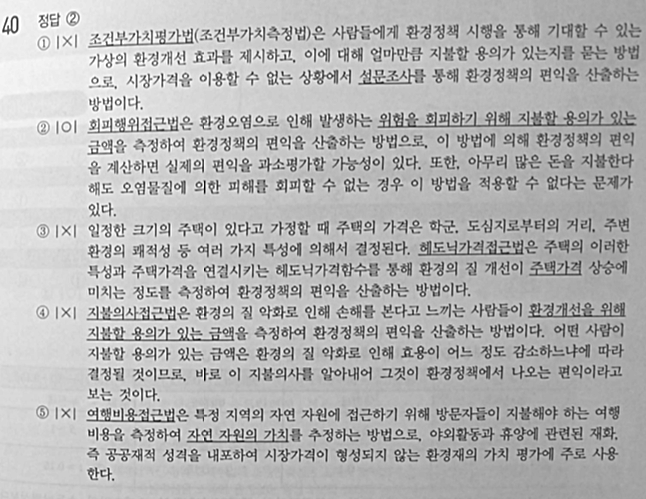 40 정답 ②
① |×| 조건부가치평가법(조건부가치측정법)은 사람들에게 환경정책 시행을 통해 기대할 수 있는
가상의 환경개선 효과를 제시하고, 이에 대해 얼마만큼 지불할 용의가 있는지를 묻는 방법
으로, 시장가격을 이용할 수 없는 상황에서 설문조사를 통해 환경정책의 편익을 산출하는
방법이다.
② |○| 회피행위접근법은 환경오염으로 인해 발생하는 위험을 회피하기 위해 지불할 용의가 있는
금액을 측정하여 환경정책의 편익을 산출하는 방법으로, 이 방법에 의해 환경정책의 편익
을 계산하면 실제의 편익을 과소평가할 가능성이 있다. 또한, 아무리 많은 돈을 지불한다
해도 오염물질에 의한 피해를 회피할 수 없는 경우 이 방법을 적용할 수 없다는 문제가
있다.
③ |×| 일정한 크기의 주택이 있다고 가정할 때 주택의 가격은 학군, 도심지로부터의 거리, 주변
환경의 쾌적성 등 여러 가지 특성에 의해서 결정된다. 헤도닉가격접근법은 주택의 이러한
특성과 주택가격을 연결시키는 헤도닉가격함수를 통해 환경의 질 개선이 주택가격 상승에
미치는 정도를 측정하여 환경정책의 편익을 산출하는 방법이다.
④ |×| 지불의사접근법은 환경의 질 악화로 인해 손해를 본다고 느끼는 사람들이 환경개선을 위해
지불할 용의가 있는 금액을 측정하여 환경정책의 편익을 산출하는 방법이다. 어떤 사람이
지불할 용의가 있는 금액은 환경의 질 악화로 인해 효용이 어느 정도 감소하느냐에 따라
결정될 것이므로, 바로 이 지불의사를 알아내어 그것이 환경정책에서 나오는 편익이라고
보는 것이다.
⑤ |×| 여행비용접근법은 특정 지역의 자연 자원에 접근하기 위해 방문자들이 지불해야 하는 여행
비용을 측정하여 자연 자원의 가치를 추정하는 방법으로, 야외활동과 휴양에 관련된 재화,
즉 공공재적 성격을 내포하여 시장가격이 형성되지 않는 환경재의 가치 평가에 주로 사용
한다.